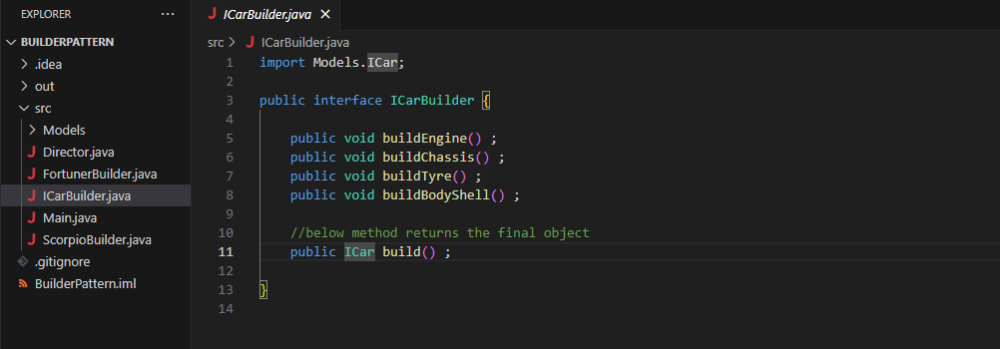 EXPLORER ...
BUILDERPATTERN
.idea
out
src
Models
J Director.java
J FortunerBuilder.java
J ICarBuilder.java
J Main.java
J ScorpioBuilder.java
.gitignore
BuilderPattern.iml
J ICarBuilder.java ×
src > J ICarBuilder.java
1 import Models.ICar;
2
3 public interface ICarBuilder {
4
5 public void buildEngine() ;
6 public void buildChassis() ;
7 public void buildTyre() ;
8 public void buildBodyShell() ;
9
10 //below method returns the final object
11 public ICar build() ;
12
13 }
14